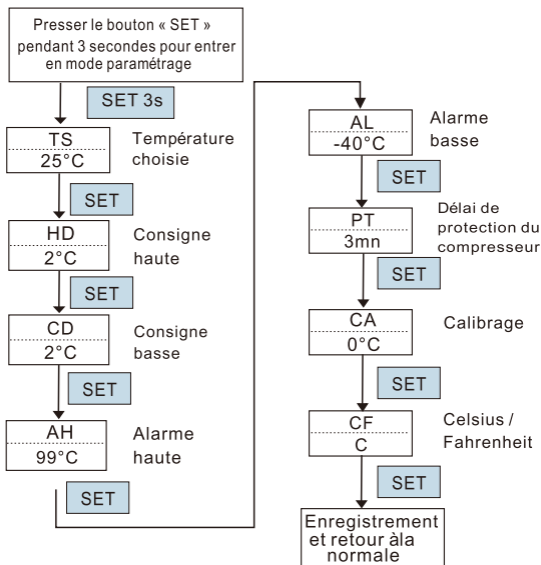 Presser le bouton « SET »
pendant 3 secondes pour entrer
en mode paramétrage
SET 3s
TS
25°C
Température
choisie
SET
HD
2°C
Consigne
haute
SET
CD
2°C
Consigne
basse
SET
AH
99°C
Alarme
haute
SET
AL
-40°C
Alarme
basse
SET
PT
3mn
Délai de
protection du
compresseur
SET
CA
0°C
Calibrage
SET
CF
C
Celsius /
Fahrenheit
SET
Enregistrement
et retour àla
normale